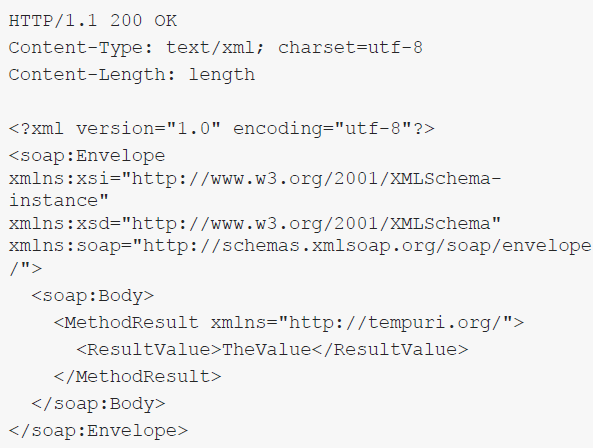 HTTP/1.1 200 OK
Content-Type: text/xml; charset=utf-8
Content-Length: length

<?xml version="1.0" encoding="utf-8"?>
<soap:Envelope
xmlns:xsi="http://www.w3.org/2001/XMLSchema-
instance"
xmlns:xsd="http://www.w3.org/2001/XMLSchema"
xmlns:soap="http://schemas.xmlsoap.org/soap/envelope
/">
  <soap:Body>
    <MethodResult xmlns="http://tempuri.org/">
      <ResultValue>TheValue</ResultValue>
    </MethodResult>
  </soap:Body>
</soap:Envelope>